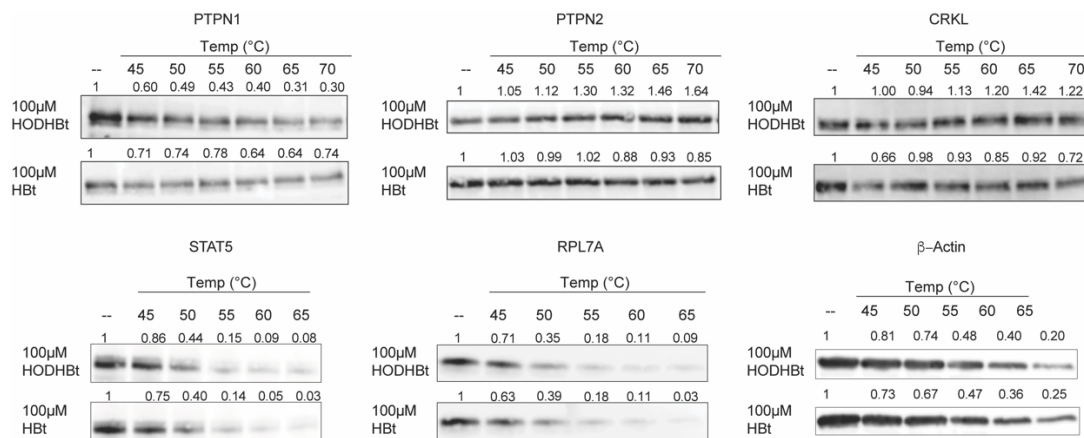 PTPN1
Temp (°C)
-- 45 50 55 60 65 70
1 0.60 0.49 0.43 0.40 0.31 0.30
100μM
HODHBt
1 0.71 0.74 0.78 0.64 0.64 0.74
100μM
HBt
PTPN2
Temp (°C)
-- 45 50 55 60 65 70
1 1.05 1.12 1.30 1.32 1.46 1.64
100μM
HODHBt
1 1.03 0.99 1.02 0.88 0.93 0.85
100μM
HBt
CRKL
Temp (°C)
-- 45 50 55 60 65 70
1 1.00 0.94 1.13 1.20 1.42 1.22
100μM
HODHBt
1 0.66 0.98 0.93 0.85 0.92 0.72
100μM
HBt
STAT5
Temp (°C)
-- 45 50 55 60 65
1 0.86 0.44 0.15 0.09 0.08
100μM
HODHBt
1 0.75 0.40 0.14 0.05 0.03
100μM
HBt
RPL7A
Temp (°C)
-- 45 50 55 60 65
1 0.71 0.35 0.18 0.11 0.09
100μM
HODHBt
1 0.63 0.39 0.18 0.11 0.03
100μM
HBt
β–Actin
Temp (°C)
-- 45 50 55 60 65
1 0.81 0.74 0.48 0.40 0.20
100μM
HODHBt
1 0.73 0.67 0.47 0.36 0.25
100μM
HBt